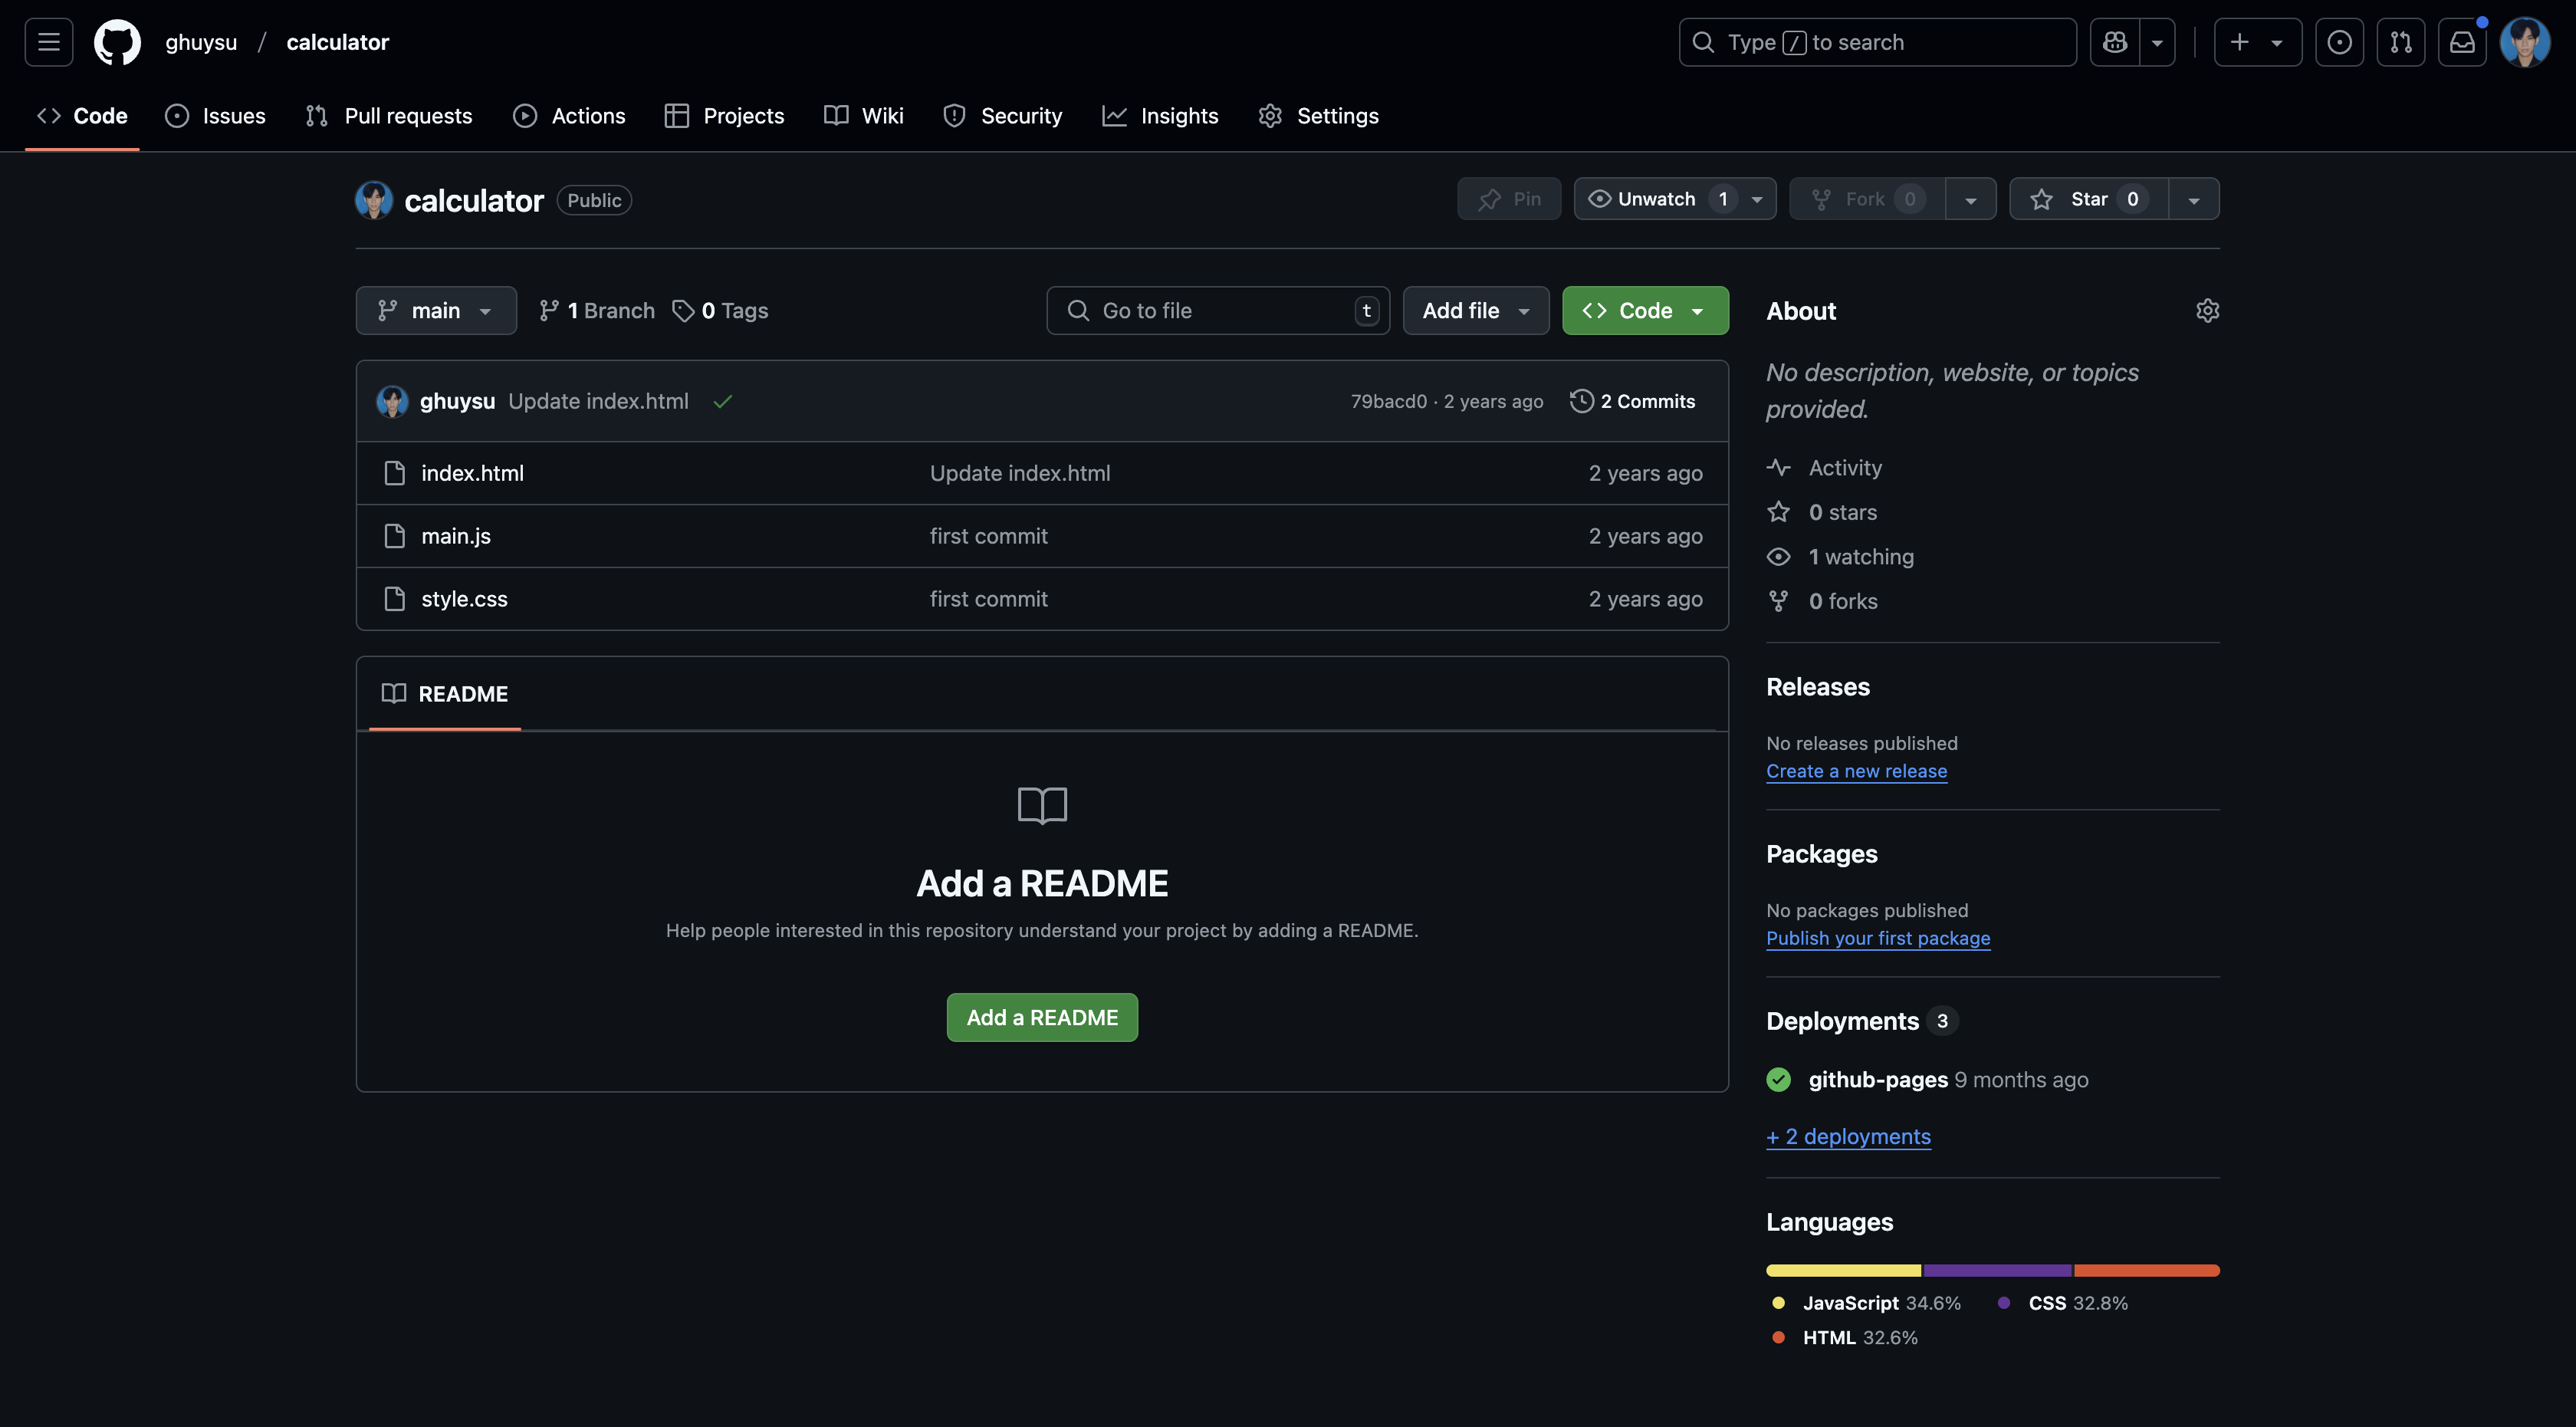 ghuysu / calculator
Type / to search
Code Issues Pull requests Actions Projects Wiki Security Insights Settings
calculator Public
Pin Unwatch 1 Fork 0 Star 0
main 1 Branch 0 Tags Go to file t Add file Code
ghuysu Update index.html 79bacd0 · 2 years ago 2 Commits
index.html Update index.html 2 years ago
main.js first commit 2 years ago
style.css first commit 2 years ago
README
Add a README
Help people interested in this repository understand your project by adding a README.
Add a README
About
No description, website, or topics
provided.
Activity
0 stars
1 watching
0 forks
Releases
No releases published
Create a new release
Packages
No packages published
Publish your first package
Deployments 3
github-pages 9 months ago
+ 2 deployments
Languages
JavaScript 34.6% CSS 32.8%
HTML 32.6%